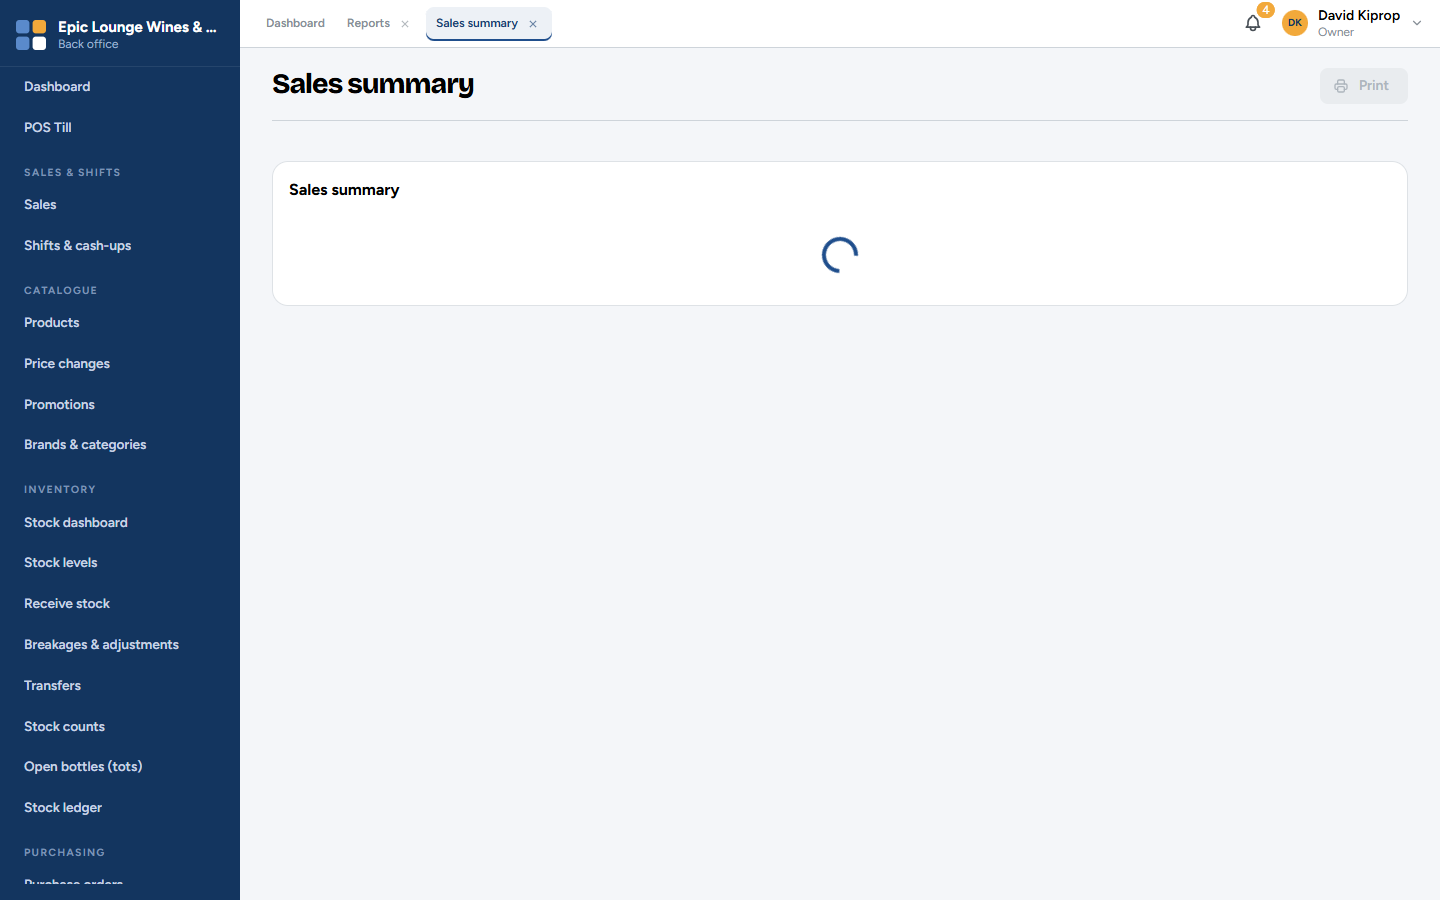 Epic Lounge Wines & ...
Back office
Dashboard
POS Till
SALES & SHIFTS
Sales
Shifts & cash-ups
CATALOGUE
Products
Price changes
Promotions
Brands & categories
INVENTORY
Stock dashboard
Stock levels
Receive stock
Breakages & adjustments
Transfers
Stock counts
Open bottles (tots)
Stock ledger
PURCHASING
Purchase orders
Dashboard
Reports
Sales summary
4
DK
David Kiprop
Owner
Sales summary
Print
Sales summary